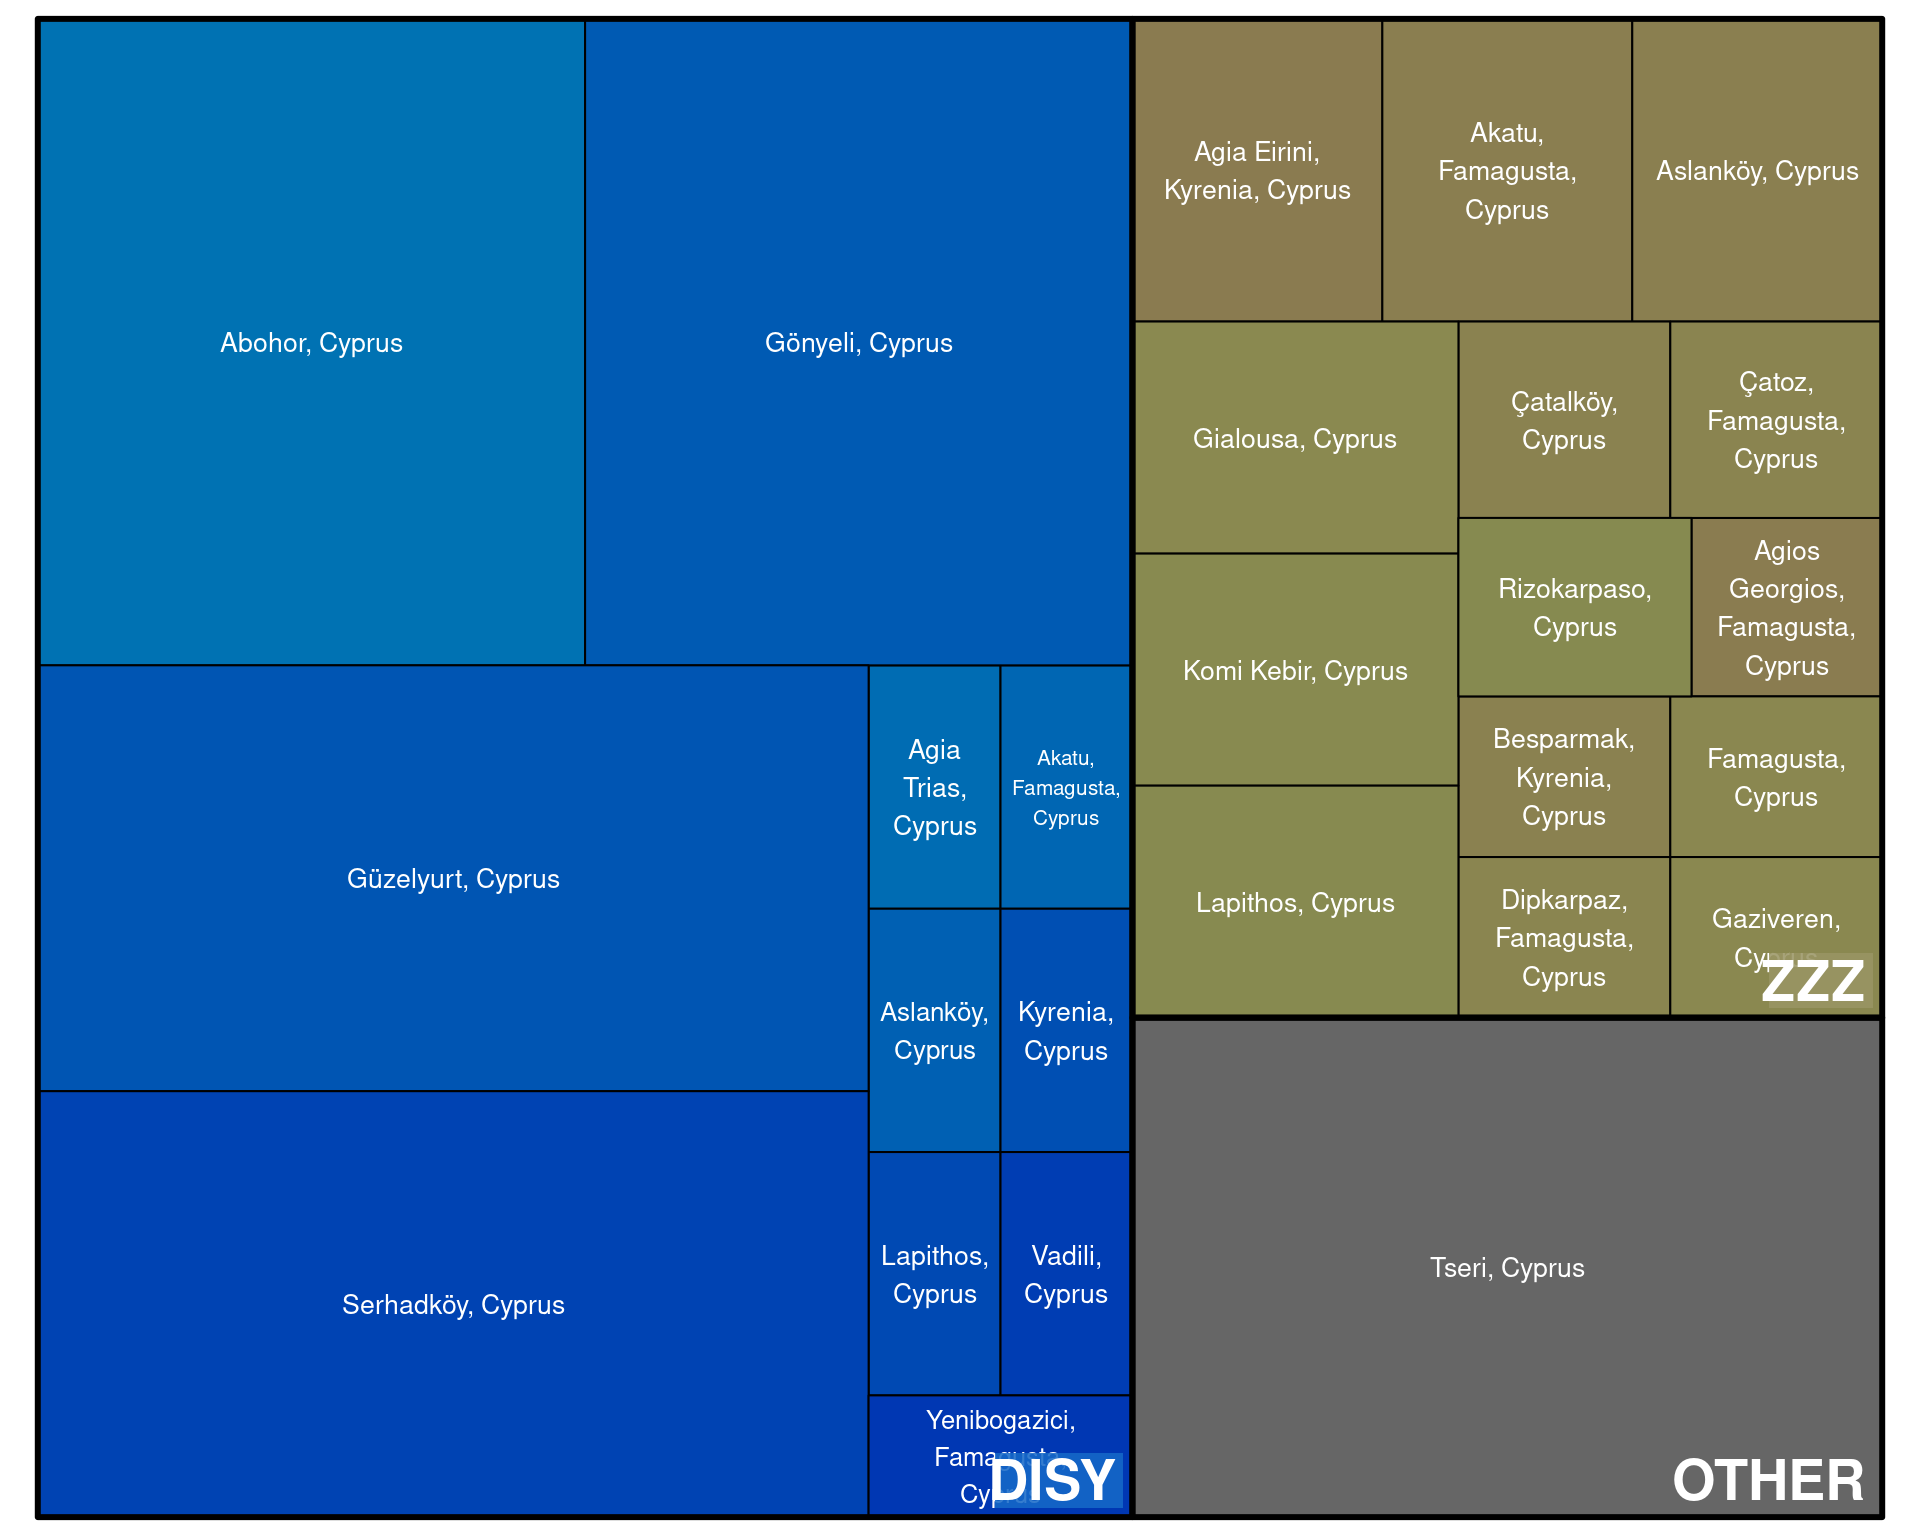 Abohor, Cyprus
Gönyeli, Cyprus
Güzelyurt, Cyprus
Serhadköy, Cyprus
Agia
Trias,
Cyprus
Akatu,
Famagusta,
Cyprus
Aslanköy,
Cyprus
Kyrenia,
Cyprus
Lapithos,
Cyprus
Vadili,
Cyprus
Yenibogazici,
Famagusta,
Cyprus
DISY
Agia Eirini,
Kyrenia, Cyprus
Akatu,
Famagusta,
Cyprus
Aslanköy, Cyprus
Gialousa, Cyprus
Komi Kebir, Cyprus
Lapithos, Cyprus
Çatalköy,
Cyprus
Çatoz,
Famagusta,
Cyprus
Rizokarpaso,
Cyprus
Agios
Georgios,
Famagusta,
Cyprus
Besparmak,
Kyrenia,
Cyprus
Famagusta,
Cyprus
Dipkarpaz,
Famagusta,
Cyprus
Gaziveren,
Cyprus
ZZZ
Tseri, Cyprus
OTHER